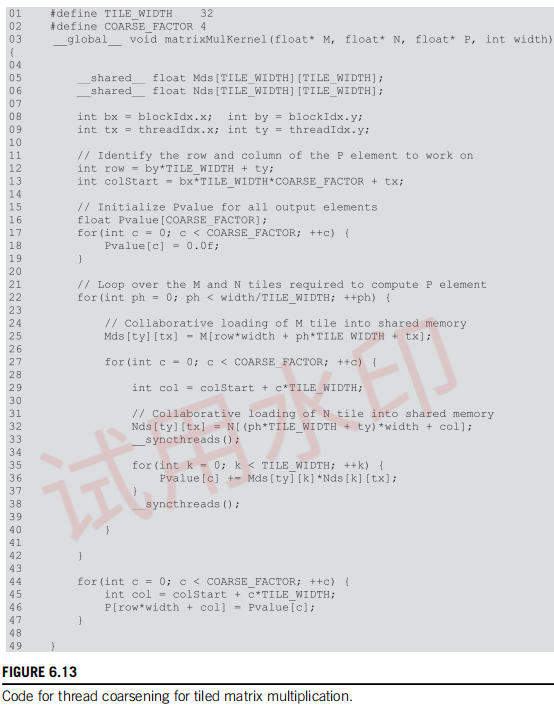 01 #define TILE_WIDTH 32
02 #define COARSE_FACTOR 4
03 __global__ void matrixMulKernel(float* M, float* N, float* P, int width)
{
04
05 __shared__ float Mds[TILE_WIDTH][TILE_WIDTH];
06 __shared__ float Nds[TILE_WIDTH][TILE_WIDTH];
07
08 int bx = blockIdx.x; int by = blockIdx.y;
09 int tx = threadIdx.x; int ty = threadIdx.y;
10
11 // Identify the row and column of the P element to work on
12 int row = by*TILE_WIDTH + ty;
13 int colStart = bx*TILE_WIDTH*COARSE_FACTOR + tx;
14
15 // Initialize Pvalue for all output elements
16 float Pvalue[COARSE_FACTOR];
17 for(int c = 0; c < COARSE_FACTOR; ++c) {
18 Pvalue[c] = 0.0f;
19 }
20
21 // Loop over the M and N tiles required to compute P element
22 for(int ph = 0; ph < width/TILE_WIDTH; ++ph) {
23
24 // Collaborative loading of M tile into shared memory
25 Mds[ty][tx] = M[row*width + ph*TILE_WIDTH + tx];
26
27 for(int c = 0; c < COARSE_FACTOR; ++c) {
28
29 int col = colStart + c*TILE_WIDTH;
30
31 // Collaborative loading of N tile into shared memory
32 Nds[ty][tx] = N[(ph*TILE_WIDTH + ty)*width + col];
33 __syncthreads();
34
35 for(int k = 0; k < TILE_WIDTH; ++k) {
36 Pvalue[c] += Mds[ty][k]*Nds[k][tx];
37 }
38 __syncthreads();
39
40 }
41
42 }
43
44 for(int c = 0; c < COARSE_FACTOR; ++c) {
45 int col = colStart + c*TILE_WIDTH;
46 P[row*width + col] = Pvalue[c];
47 }
48
49 }
试用水印
FIGURE 6.13
Code for thread coarsening for tiled matrix multiplication.